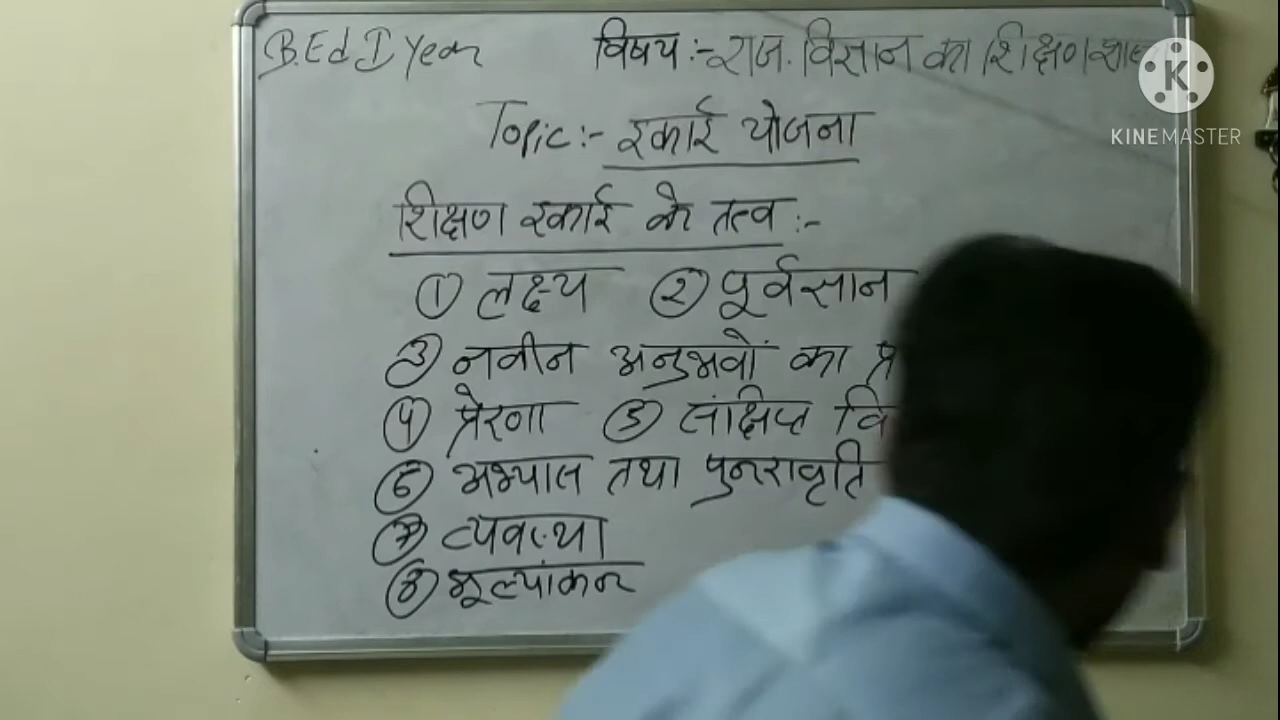 B.Ed I Year विषय :- राज. विज्ञान का शिक्षण
KINEMASTER
Topic :- इकाई योजना
शिक्षण इकाई के तत्व :-
① लक्ष्य ② पूर्वज्ञान
③ नवीन अनुभवों का
④ प्रेरणा ⑤ संक्षिप्त
⑥ अभ्यास तथा पुनरावृति
⑦ व्यवस्था
⑧ मूल्यांकन